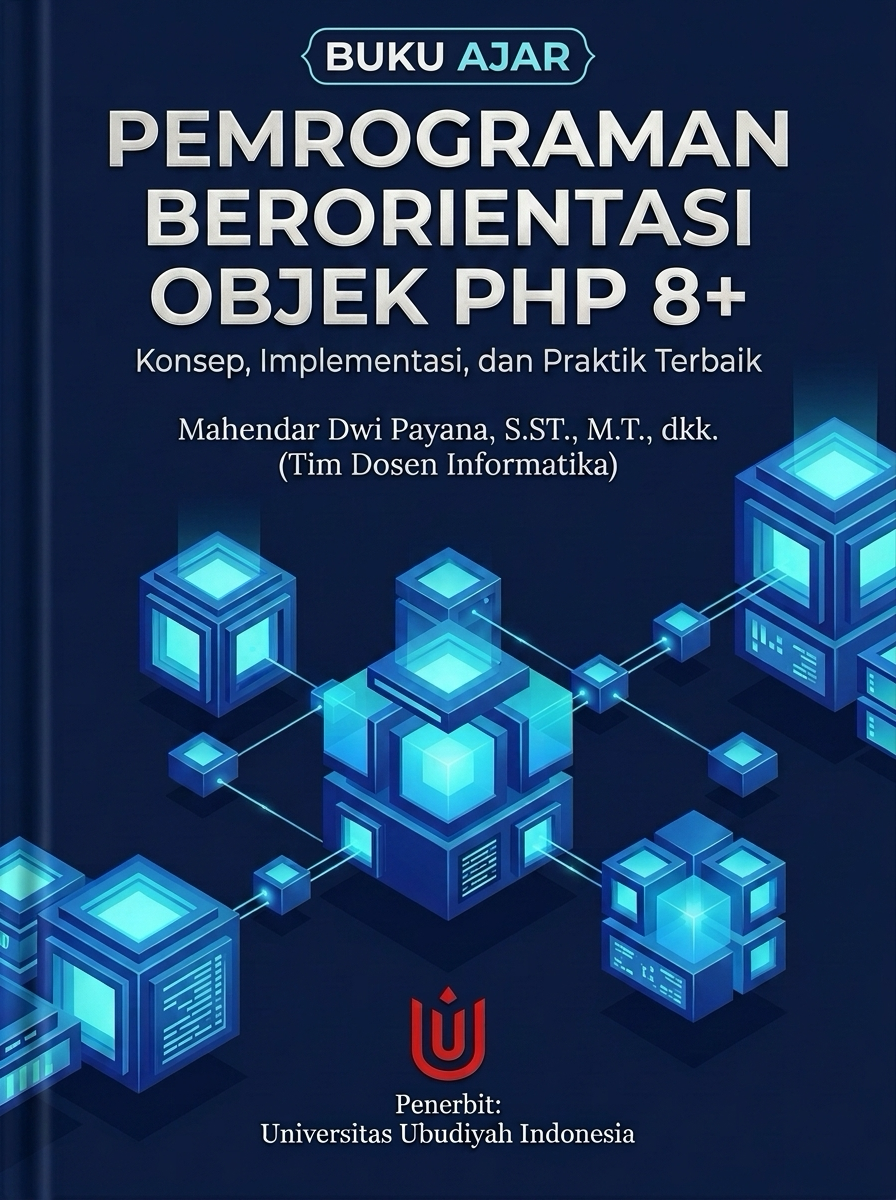 BUKU AJAR
PEMROGRAMAN
BERORIENTASI
OBJEK PHP 8+
Konsep, Implementasi, dan Praktik Terbaik
Mahendar Dwi Payana, S.ST., M.T., dkk.
(Tim Dosen Informatika)
Penerbit:
Universitas Ubudiyah Indonesia